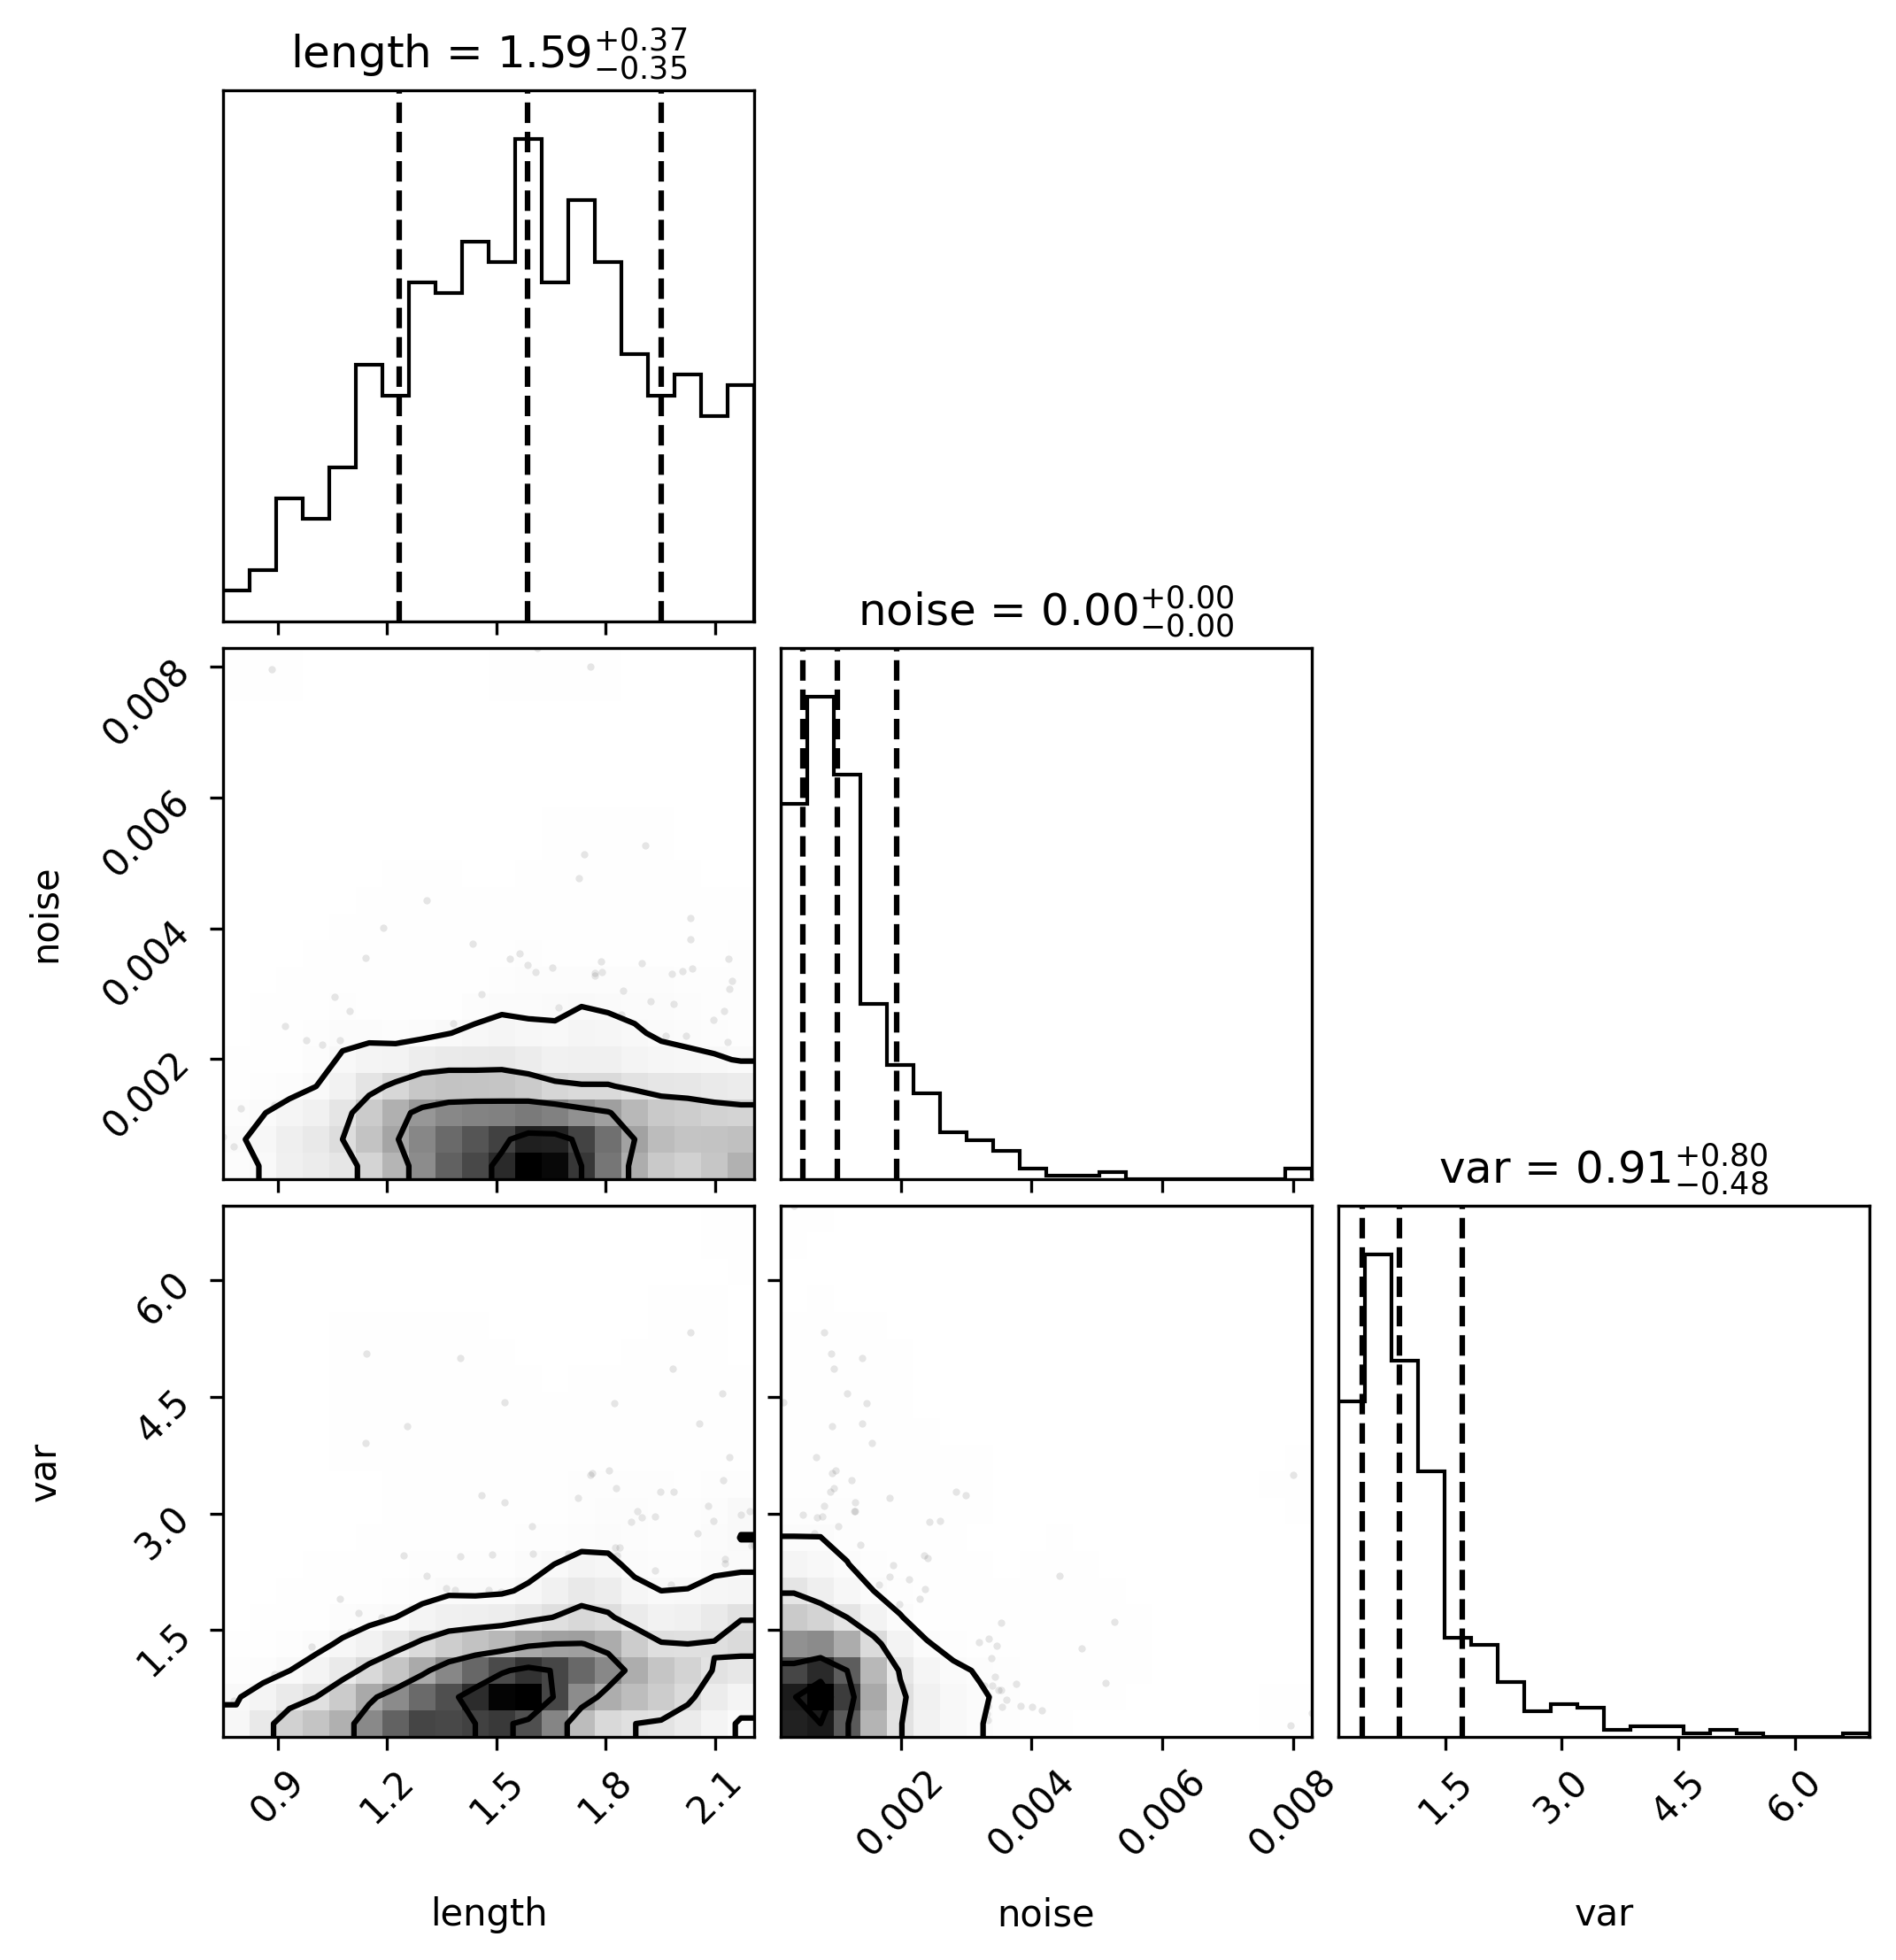 length = 1.59 +0.37 −0.35
noise = 0.00 +0.00 −0.00
0.008
0.006
0.004
0.002
noise
var = 0.91 +0.80 −0.48
6.0
4.5
3.0
1.5
var
0.9 1.2 1.5 1.8 2.1 0.002 0.004 0.006 0.008 1.5 3.0 4.5 6.0
length noise var